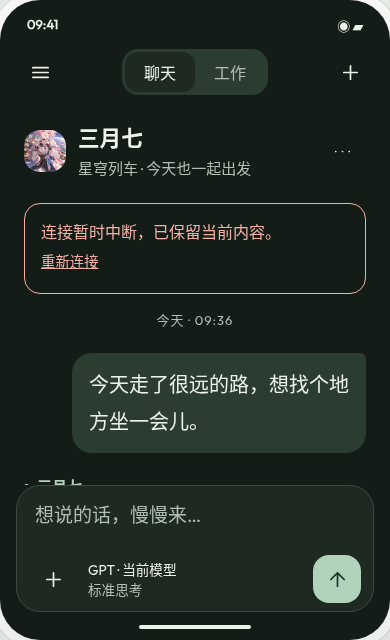 09:41
聊天
工作
三月七
···
星穹列车·今天也一起出发
连接暂时中断，已保留当前内容。
重新连接
今天 · 09:36
今天走了很远的路，想找个地
方坐一会儿。
想说的话，慢慢来...
GPT·当前模型
标准思考